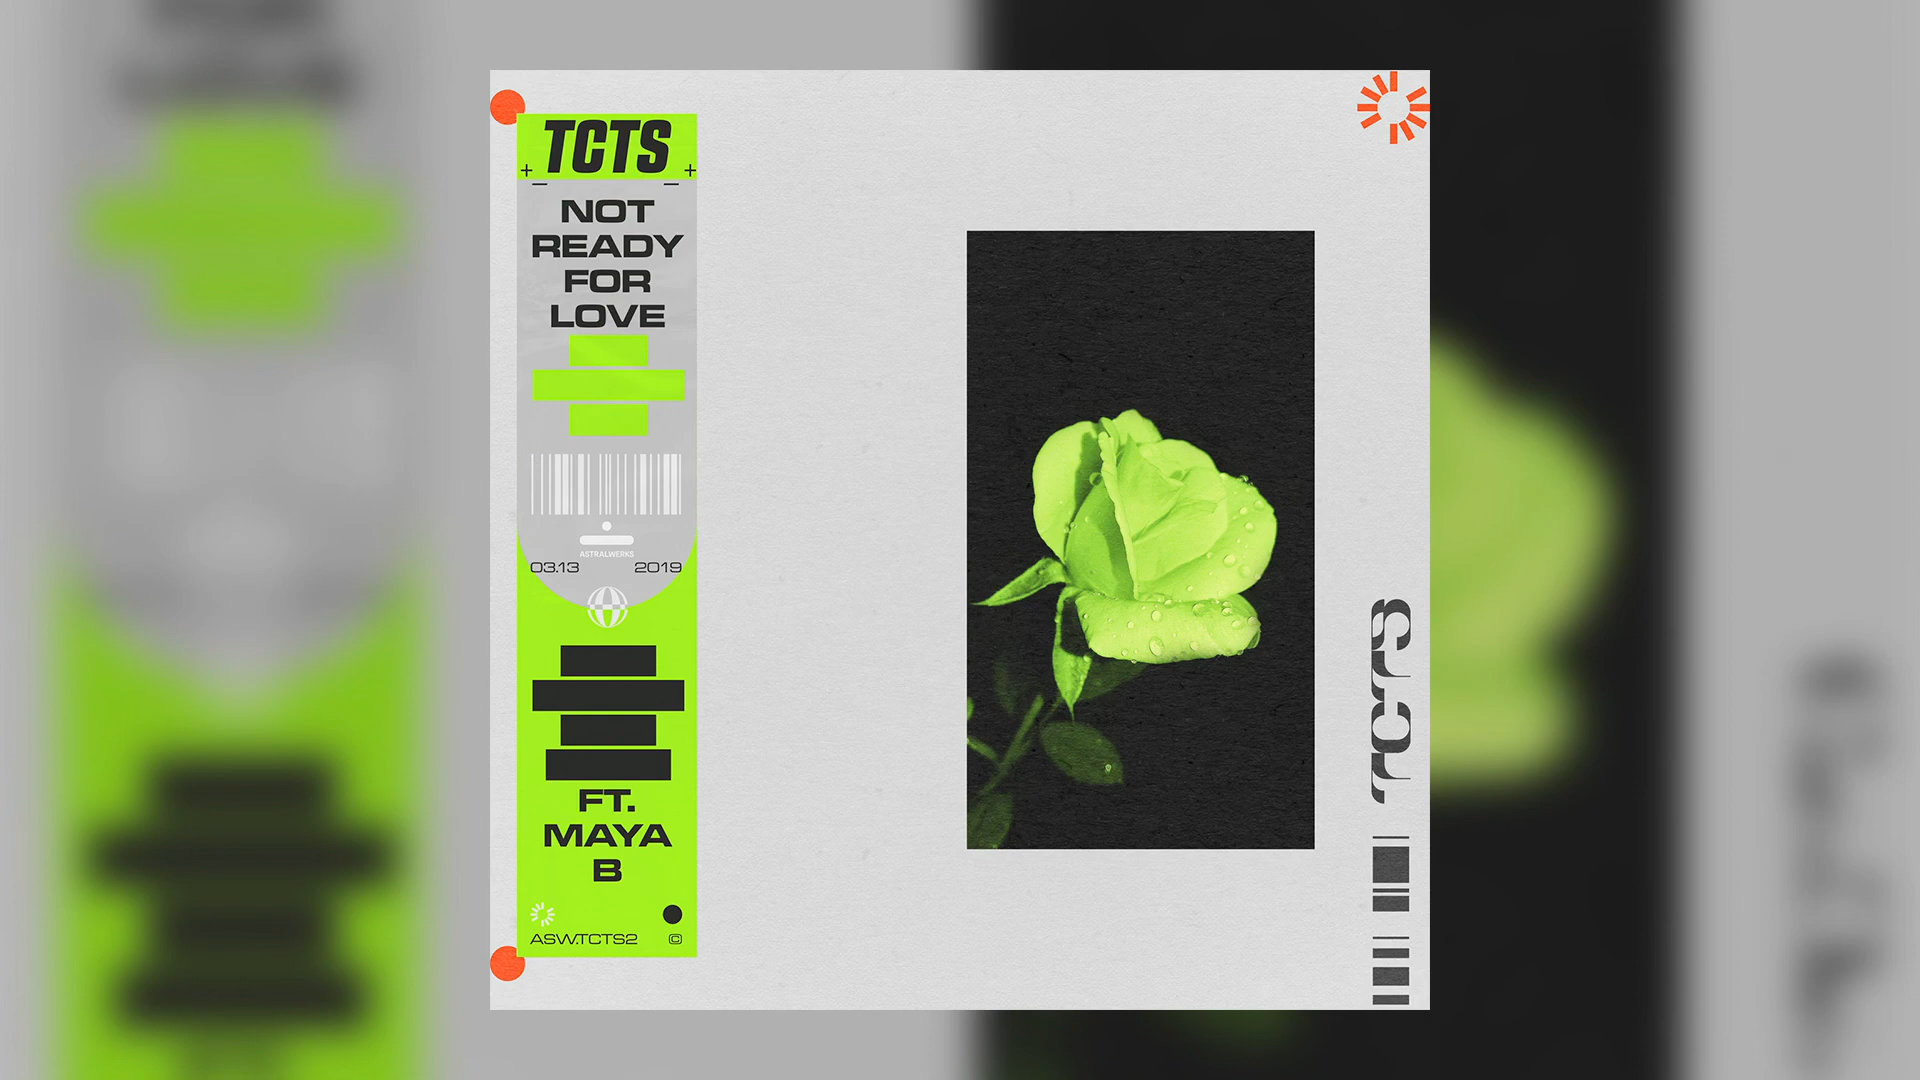 TCTS
NOT
READY
FOR
LOVE
ASTRALWERKS
03.13 2019
FT.
MAYA
B
ASW.TCTS2 ©
TCTS